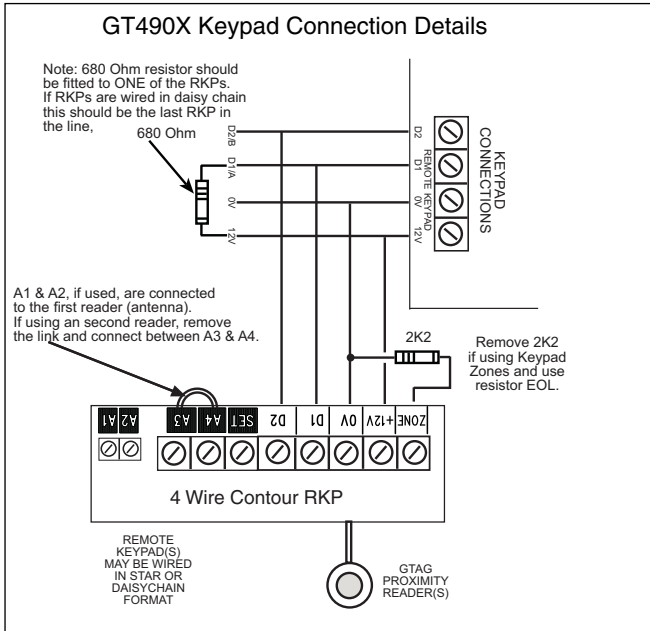 GT490X Keypad Connection Details
Note: 680 Ohm resistor should
be fitted to ONE of the RKPs.
If RKPs are wired in daisy chain
this should be the last RKP in
the line,
680 Ohm
D2/B
D1/A
0V
12V
D2
D1
0V
12V
REMOTE KEYPAD
KEYPAD
CONNECTIONS
A1 & A2, if used, are connected
to the first reader (antenna).
If using an second reader, remove
the link and connect between A3 & A4.
2K2
Remove 2K2
if using Keypad
Zones and use
resistor EOL.
A1 A2 A3 A4 SET D2 D1 0V +12V ZONE
4 Wire Contour RKP
REMOTE
KEYPAD(S)
MAY BE WIRED
IN STAR OR
DAISYCHAIN
FORMAT
GTAG
PROXIMITY
READER(S)